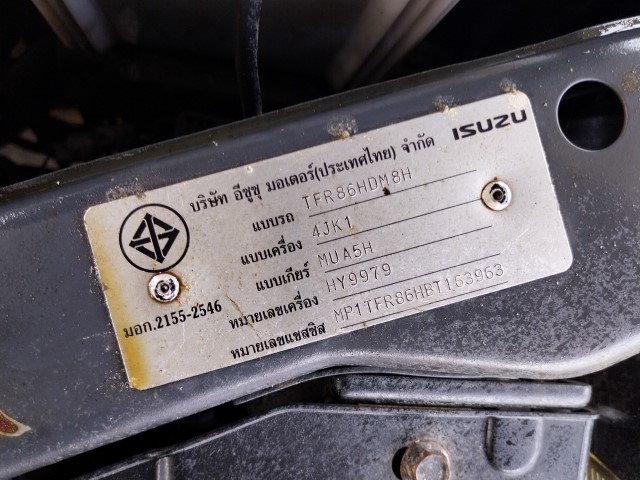 บริษัท อีซูซุ มอเตอร์(ประเทศไทย) จำกัด ISUZU
แบบรถ TFR86HDM8H
แบบเครื่อง 4JK1
แบบเกียร์ MUA5H
หมายเลขเครื่อง HY9979
หมายเลขแชสซิส MP1TFR86HBT163963
มอก.2155-2546